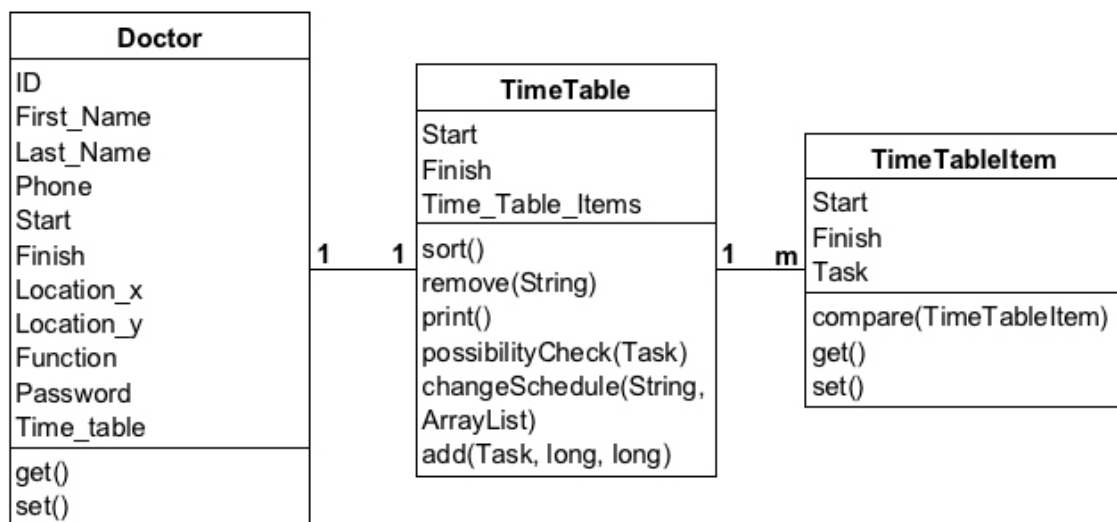 Doctor
ID
First_Name
Last_Name
Phone
Start
Finish
Location_x
Location_y
Function
Password
Time_table
get()
set()
1
1
TimeTable
Start
Finish
Time_Table_Items
sort()
remove(String)
print()
possibilityCheck(Task)
changeSchedule(String,
ArrayList)
add(Task, long, long)
1
m
TimeTableItem
Start
Finish
Task
compare(TimeTableItem)
get()
set()